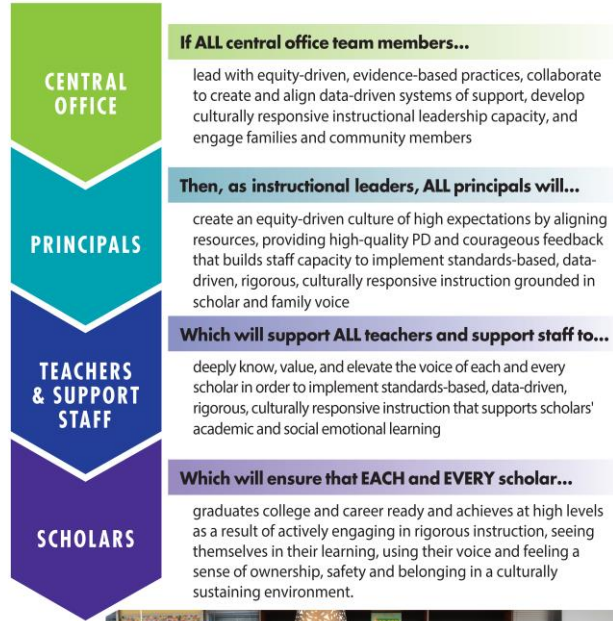 CENTRAL
OFFICE
If ALL central office team members...
lead with equity-driven, evidence-based practices, collaborate
to create and align data-driven systems of support, develop
culturally responsive instructional leadership capacity, and
engage families and community members
PRINCIPALS
Then, as instructional leaders, ALL principals will...
create an equity-driven culture of high expectations by aligning
resources, providing high-quality PD and courageous feedback
that builds staff capacity to implement standards-based, data-
driven, rigorous, culturally responsive instruction grounded in
scholar and family voice
TEACHERS
& SUPPORT
STAFF
Which will support ALL teachers and support staff to...
deeply know, value, and elevate the voice of each and every
scholar in order to implement standards-based, data-driven,
rigorous, culturally responsive instruction that supports scholars'
academic and social emotional learning
SCHOLARS
Which will ensure that EACH and EVERY scholar...
graduates college and career ready and achieves at high levels
as a result of actively engaging in rigorous instruction, seeing
themselves in their learning, using their voice and feeling a
sense of ownership, safety and belonging in a culturally
sustaining environment.